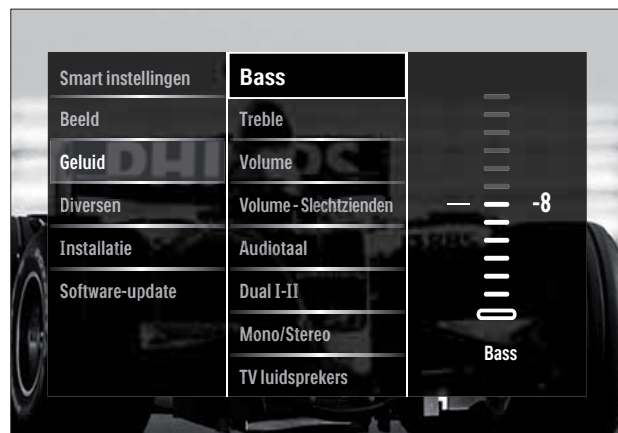 Smart instellingen
Beeld
Geluid
Diversen
Installatie
Software-update
Bass
Treble
Volume
Volume - Slechtzienden
Audiotaal
Dual I-II
Mono/Stereo
TV luidsprekers
-8
Bass